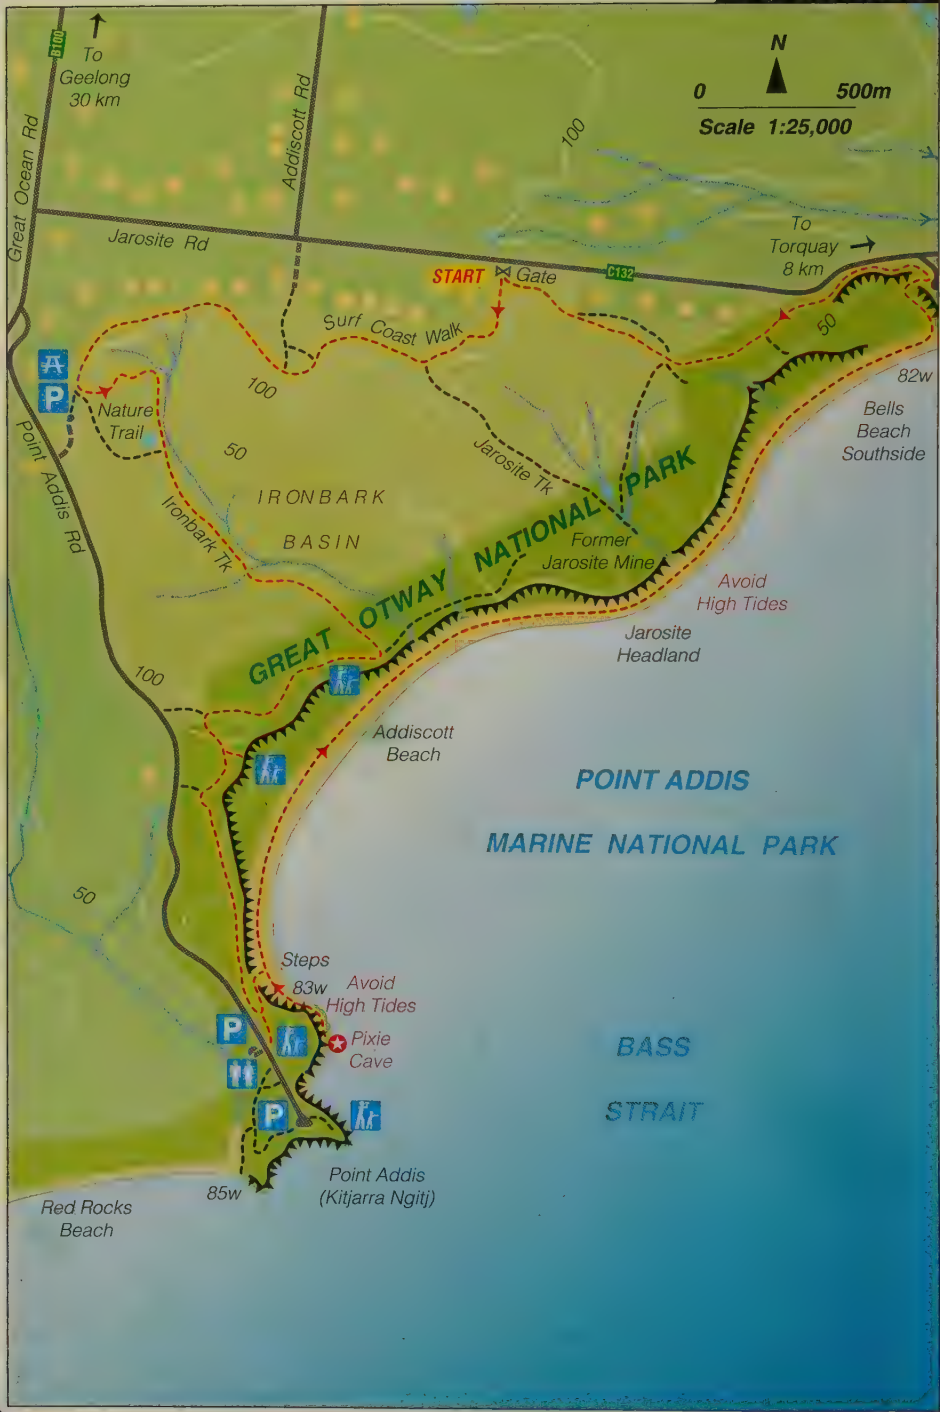 B100
To
Geelong
30 km
Great Ocean Rd
Addiscott Rd
100
N
0 500m
Scale 1:25,000
Jarosite Rd
To
Torquay
8 km
START
Gate
C132
Surf Coast Walk
50
100
P
Nature
Trail
50
82w
Bells
Beach
Southside
Point Addis Rd
Jarosite Tk
Ironbark Tk
IRONBARK
BASIN
GREAT OTWAY NATIONAL PARK
Former
Jarosite Mine
Avoid
High Tides
Jarosite
Headland
100
Addiscott
Beach
POINT ADDIS
MARINE NATIONAL PARK
50
Steps
83w
Avoid
High Tides
P
Pixie
Cave
BASS
STRAIT
P
85w
Point Addis
(Kitjarra Ngitj)
Red Rocks
Beach